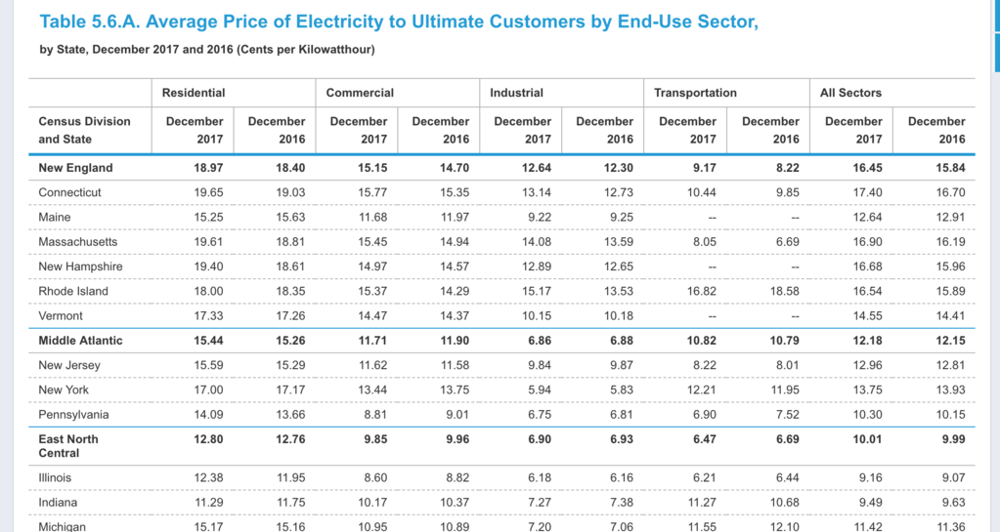 Table 5.6.A. Average Price of Electricity to Ultimate Customers by End-Use Sector,
by State, December 2017 and 2016 (Cents per Kilowatthour)
Residential Commercial Industrial Transportation All Sectors
Census Division and State December 2017 December 2016 December 2017 December 2016 December 2017 December 2016 December 2017 December 2016 December 2017 December 2016
New England 18.97 18.40 15.15 14.70 12.64 12.30 9.17 8.22 16.45 15.84
Connecticut 19.65 19.03 15.77 15.35 13.14 12.73 10.44 9.85 17.40 16.70
Maine 15.25 15.63 11.68 11.97 9.22 9.25 -- -- 12.64 12.91
Massachusetts 19.61 18.81 15.45 14.94 14.08 13.59 8.05 6.69 16.90 16.19
New Hampshire 19.40 18.61 14.97 14.57 12.89 12.65 -- -- 16.68 15.96
Rhode Island 18.00 18.35 15.37 14.29 15.17 13.53 16.82 18.58 16.54 15.89
Vermont 17.33 17.26 14.47 14.37 10.15 10.18 -- -- 14.55 14.41
Middle Atlantic 15.44 15.26 11.71 11.90 6.86 6.88 10.82 10.79 12.18 12.15
New Jersey 15.59 15.29 11.62 11.58 9.84 9.87 8.22 8.01 12.96 12.81
New York 17.00 17.17 13.44 13.75 5.94 5.83 12.21 11.95 13.75 13.93
Pennsylvania 14.09 13.66 8.81 9.01 6.75 6.81 6.90 7.52 10.30 10.15
East North Central 12.80 12.76 9.85 9.96 6.90 6.93 6.47 6.69 10.01 9.99
Illinois 12.38 11.95 8.60 8.82 6.18 6.16 6.21 6.44 9.16 9.07
Indiana 11.29 11.75 10.17 10.37 7.27 7.38 11.27 10.68 9.49 9.63
Michigan 15.17 15.16 10.95 10.89 7.20 7.06 11.55 12.10 11.42 11.36